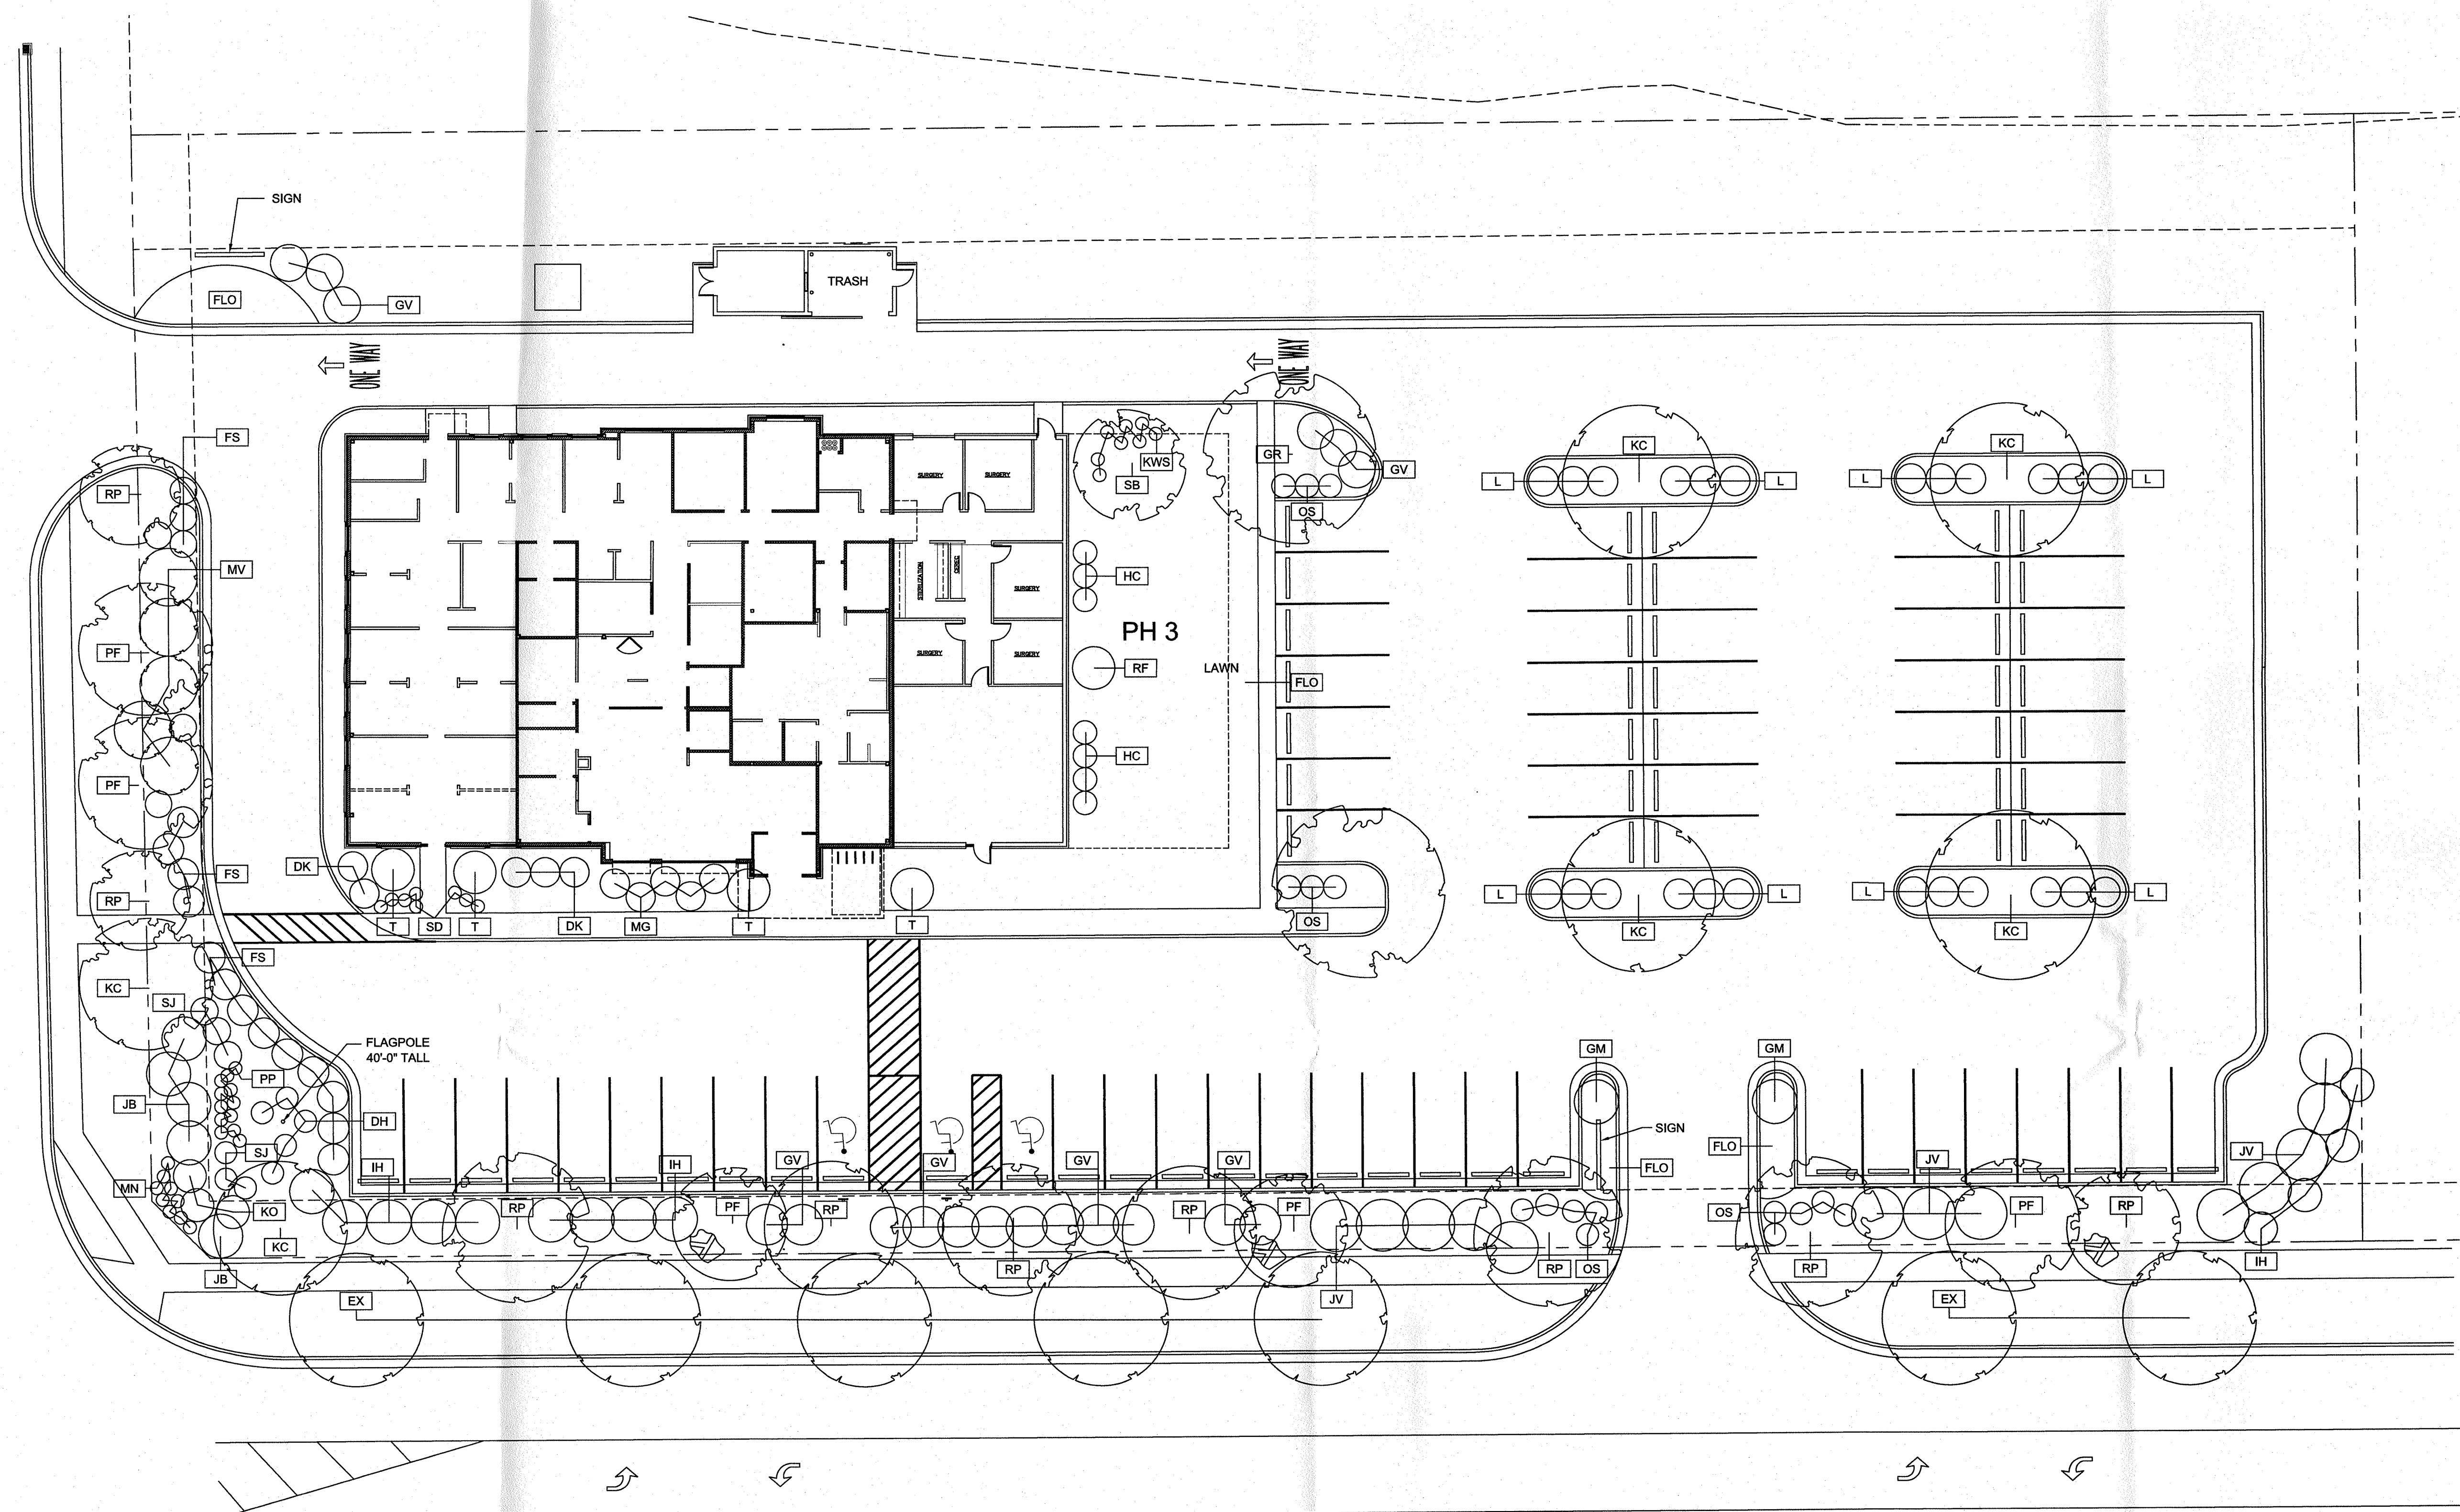 SIGN
TRASH
FLO
GV
ONE WAY
ONE WAY
FS
KC
KC
RP
GR
GV
KWS
SURGERY
SURGERY
L
L
L
L
SB
OS
MV
HC
STERILIZATION
CEREC
SURGERY
PH 3
PF
SURGERY
SURGERY
RF
LAWN
FLO
HC
PF
DK
FS
L
L
L
L
RP
T
SD
T
DK
MG
T
T
OS
KC
KC
FS
KC
SJ
FLAGPOLE
40'-0" TALL
GM
GM
PP
JB
DH
SIGN
FLO
SJ
IH
IH
GV
GV
GV
GV
FLO
JV
JV
MN
KO
RP
PF
RP
RP
PF
OS
PF
RP
KC
JB
RP
RP
OS
RP
IH
EX
JV
EX